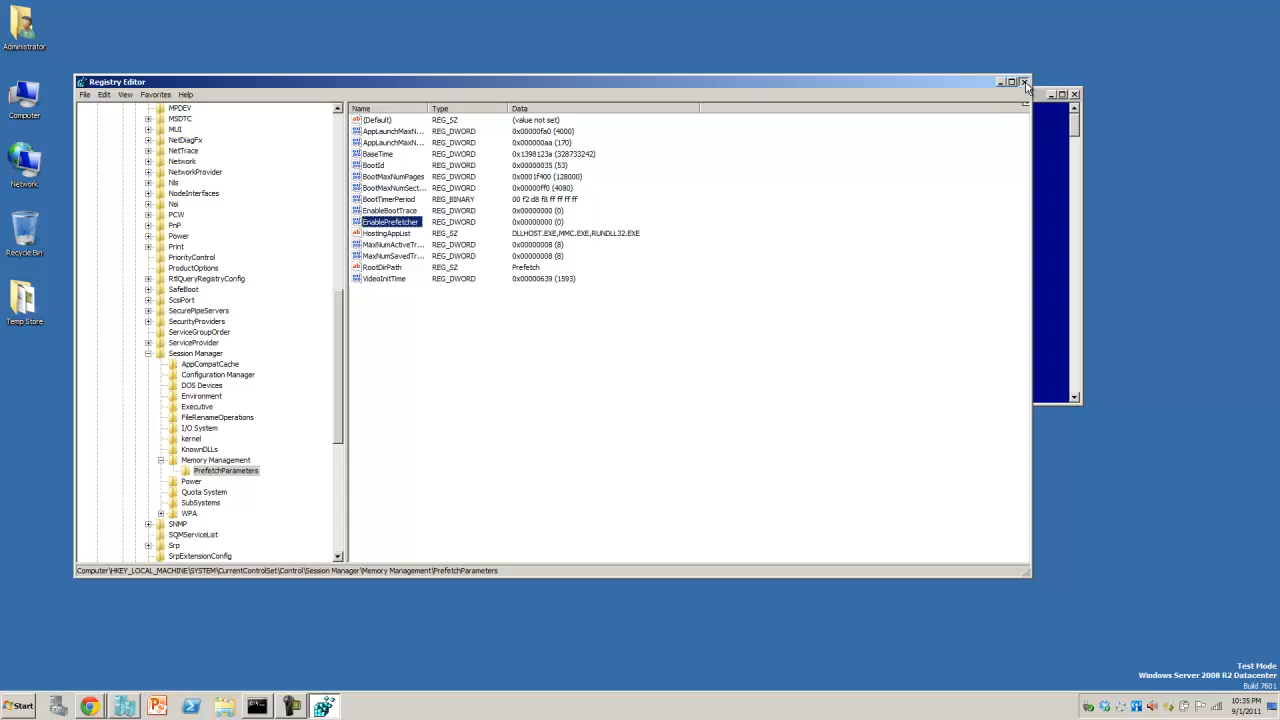 Administrator
Computer
Network
Recycle Bin
Temp Store
Registry Editor
File Edit View Favorites Help
MPDEV
MSDTC
MUI
NetDiagFx
NetTrace
Network
NetworkProvider
Nls
NodeInterfaces
Nsi
PCW
PnP
Power
Print
PriorityControl
ProductOptions
RtlQueryRegistryConfig
SafeBoot
ScsiPort
SecurePipeServers
SecurityProviders
ServiceGroupOrder
ServiceProvider
Session Manager
AppCompatCache
Configuration Manager
DOS Devices
Environment
Executive
FileRenameOperations
I/O System
kernel
KnownDLLs
Memory Management
PrefetchParameters
Power
Quota System
SubSystems
WPA
SNMP
SQMServiceList
Srp
SrpExtensionConfig
Name Type Data
(Default) REG_SZ (value not set)
AppLaunchMaxN... REG_DWORD 0x00000fa0 (4000)
AppLaunchMaxN... REG_DWORD 0x000000aa (170)
BaseTime REG_DWORD 0x1398123a (328733242)
BootId REG_DWORD 0x00000035 (53)
BootMaxNumPages REG_DWORD 0x0001f400 (128000)
BootMaxNumSect... REG_DWORD 0x00000ff0 (4080)
BootTimerPeriod REG_BINARY 00 f2 d8 f8 ff ff ff ff
EnableBootTrace REG_DWORD 0x00000000 (0)
EnablePrefetcher REG_DWORD 0x00000000 (0)
HostingAppList REG_SZ DLLHOST.EXE,MMC.EXE,RUNDLL32.EXE
MaxNumActiveTr... REG_DWORD 0x00000008 (8)
MaxNumSavedTr... REG_DWORD 0x00000008 (8)
RootDirPath REG_SZ Prefetch
VideoInitTime REG_DWORD 0x00000639 (1593)
Computer\HKEY_LOCAL_MACHINE\SYSTEM\CurrentControlSet\Control\Session Manager\Memory Management\PrefetchParameters
Test Mode
Windows Server 2008 R2 Datacenter
Build 7601
Start
10:35 PM
9/1/2011